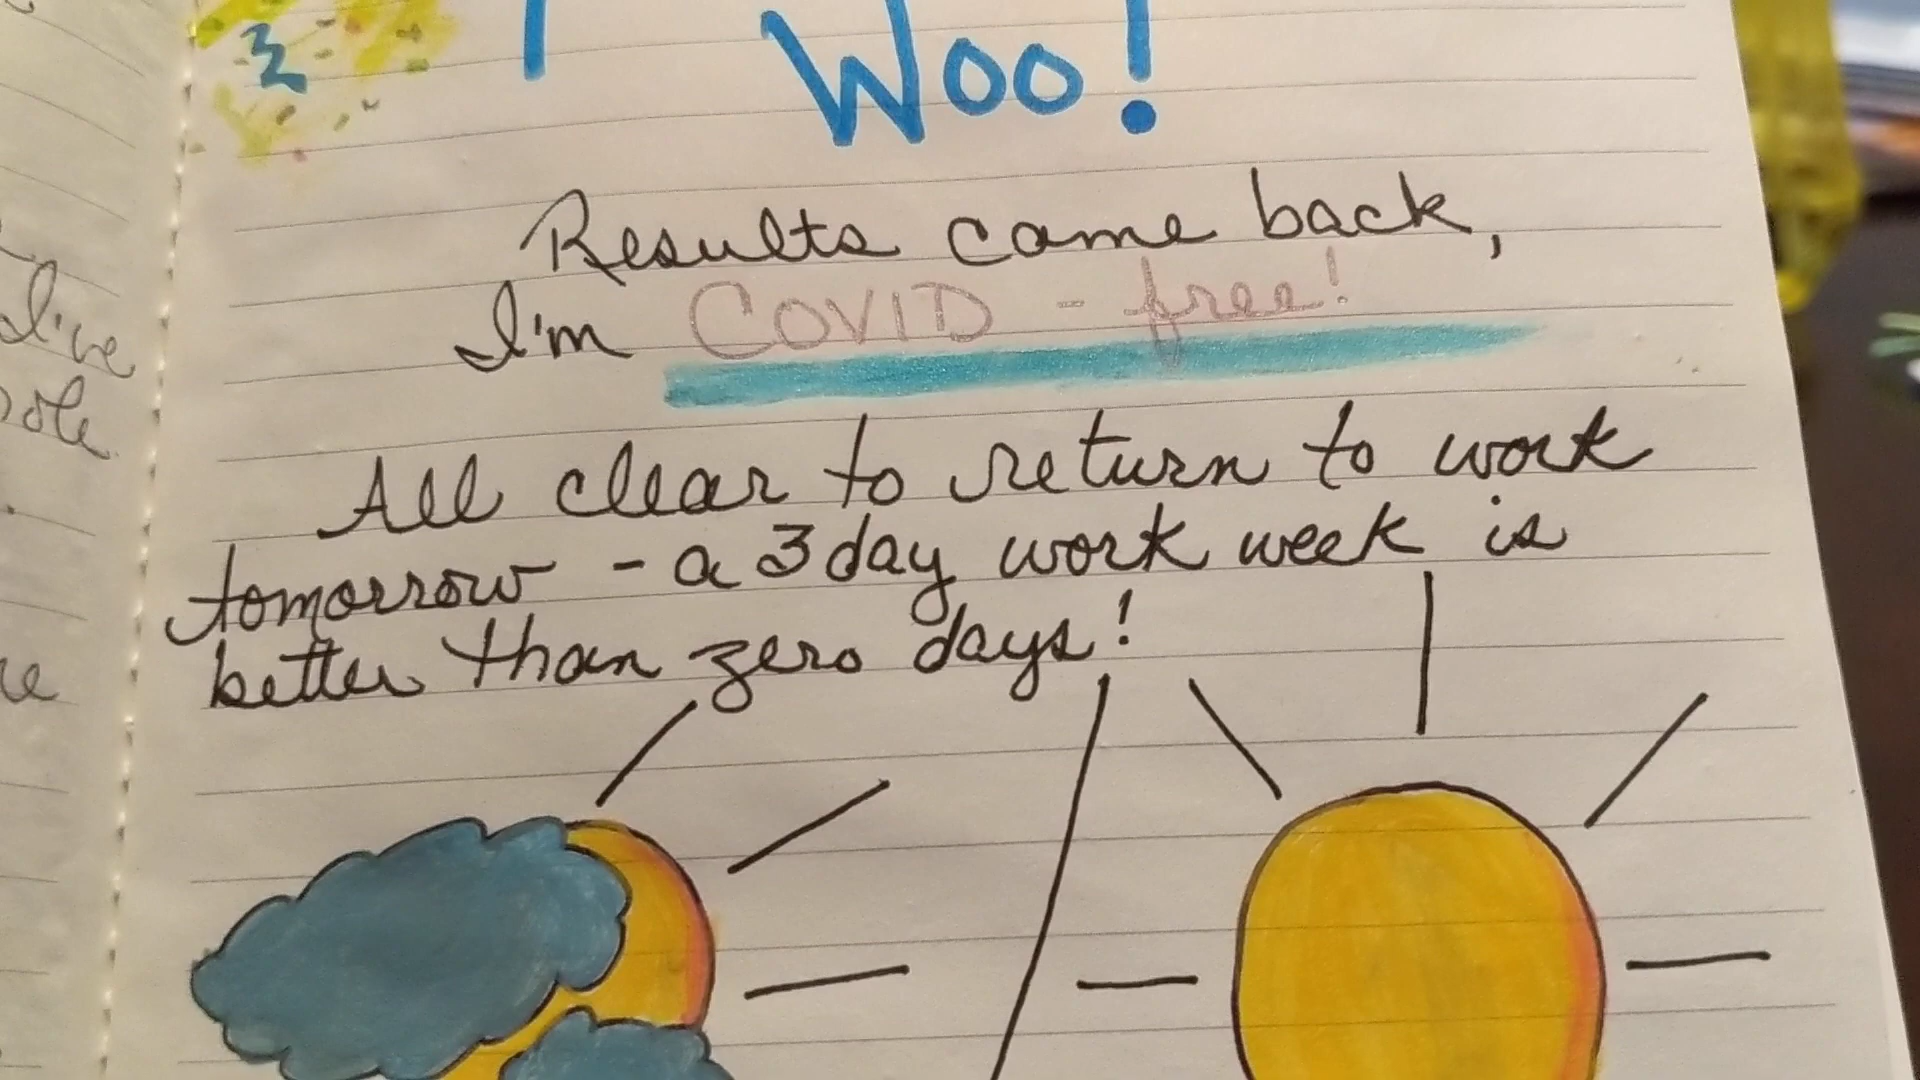 Woo!
Results came back,
I'm COVID - free!
All clear to return to work
tomorrow - a 3 day work week is
better than zero days!
I've